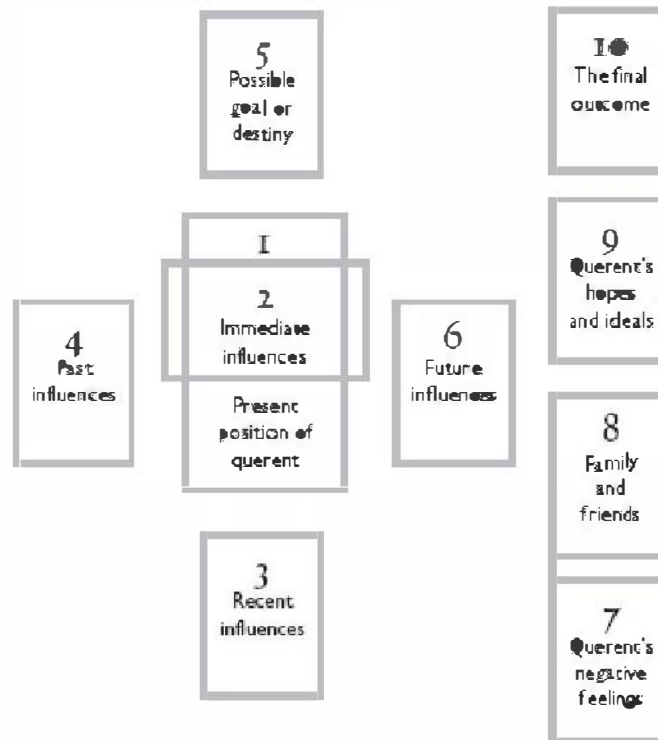 5
Possible
goal or
destiny
10
The final
outcome
1
2
Immediate
influences
Present
position of
querent
4
Past
influences
6
Future
influences
9
Querent's
hopes
and ideals
8
Family
and
friends
3
Recent
influences
7
Querent's
negative
feelings